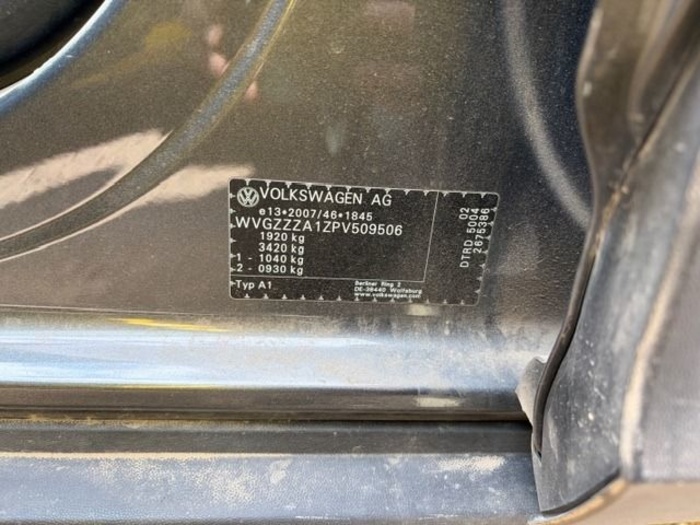 VOLKSWAGEN AG
e13*2007/46*1845
WVGZZZA1ZPV509506
1920 kg
3420 kg
1 - 1040 kg
2 - 0930 kg
Typ A1
Berliner Ring 2
DE-38440 Wolfsburg
www.volkswagen.com
02
DTRD 5004
2675386